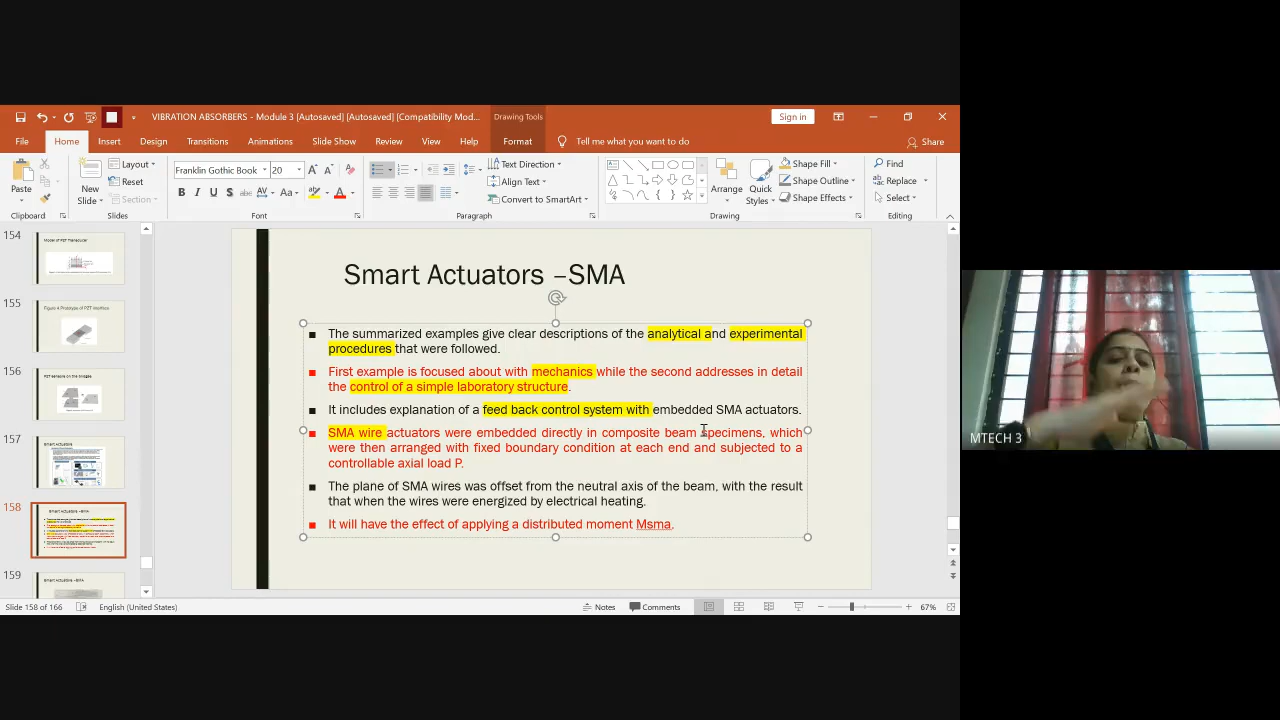 VIBRATION ABSORBERS - Module 3 [Autosaved] [Autosaved] [Compatibility Mod...
Drawing Tools
Sign in
File Home Insert Design Transitions Animations Slide Show Review View Help Format Tell me what you want to do Share
Paste
Clipboard
New Slide
Layout
Reset
Slides
Franklin Gothic Book 20
Font
Text Direction
Align Text
Convert to SmartArt
Paragraph
Arrange
Quick Styles
Shape Fill
Shape Outline
Shape Effects
Drawing
Find
Replace
Select
Editing
154
Model of PZT Transducer
155
156
157
158
Smart Actuators –SMA
159
Smart Actuators –SMA
Smart Actuators –SMA
The summarized examples give clear descriptions of the analytical and experimental
procedures that were followed.
First example is focused about with mechanics while the second addresses in detail
the control of a simple laboratory structure.
It includes explanation of a feed back control system with embedded SMA actuators.
SMA wire actuators were embedded directly in composite beam specimens, which
were then arranged with fixed boundary condition at each end and subjected to a
controllable axial load P.
The plane of SMA wires was offset from the neutral axis of the beam, with the result
that when the wires were energized by electrical heating.
It will have the effect of applying a distributed moment Msma.
MTECH 3
Slide 158 of 166 English (United States) Notes Comments 67%